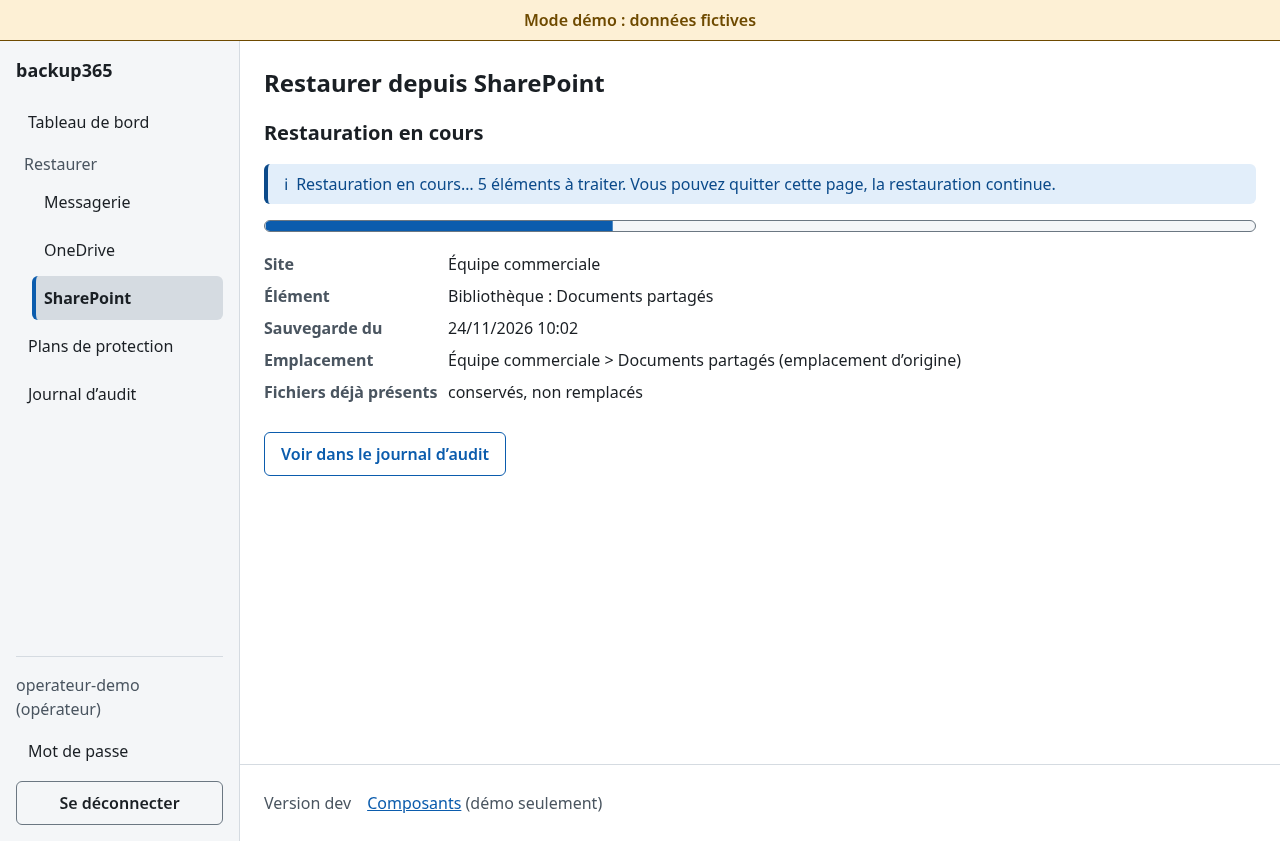 Mode démo : données fictives
backup365
Tableau de bord
Restaurer
Messagerie
OneDrive
SharePoint
Plans de protection
Journal d’audit
operateur-demo
(opérateur)
Mot de passe
Se déconnecter
Restaurer depuis SharePoint
Restauration en cours
i Restauration en cours… 5 éléments à traiter. Vous pouvez quitter cette page, la restauration continue.
Site Équipe commerciale
Élément Bibliothèque : Documents partagés
Sauvegarde du 24/11/2026 10:02
Emplacement Équipe commerciale > Documents partagés (emplacement d’origine)
Fichiers déjà présents conservés, non remplacés
Voir dans le journal d’audit
Version dev Composants (démo seulement)